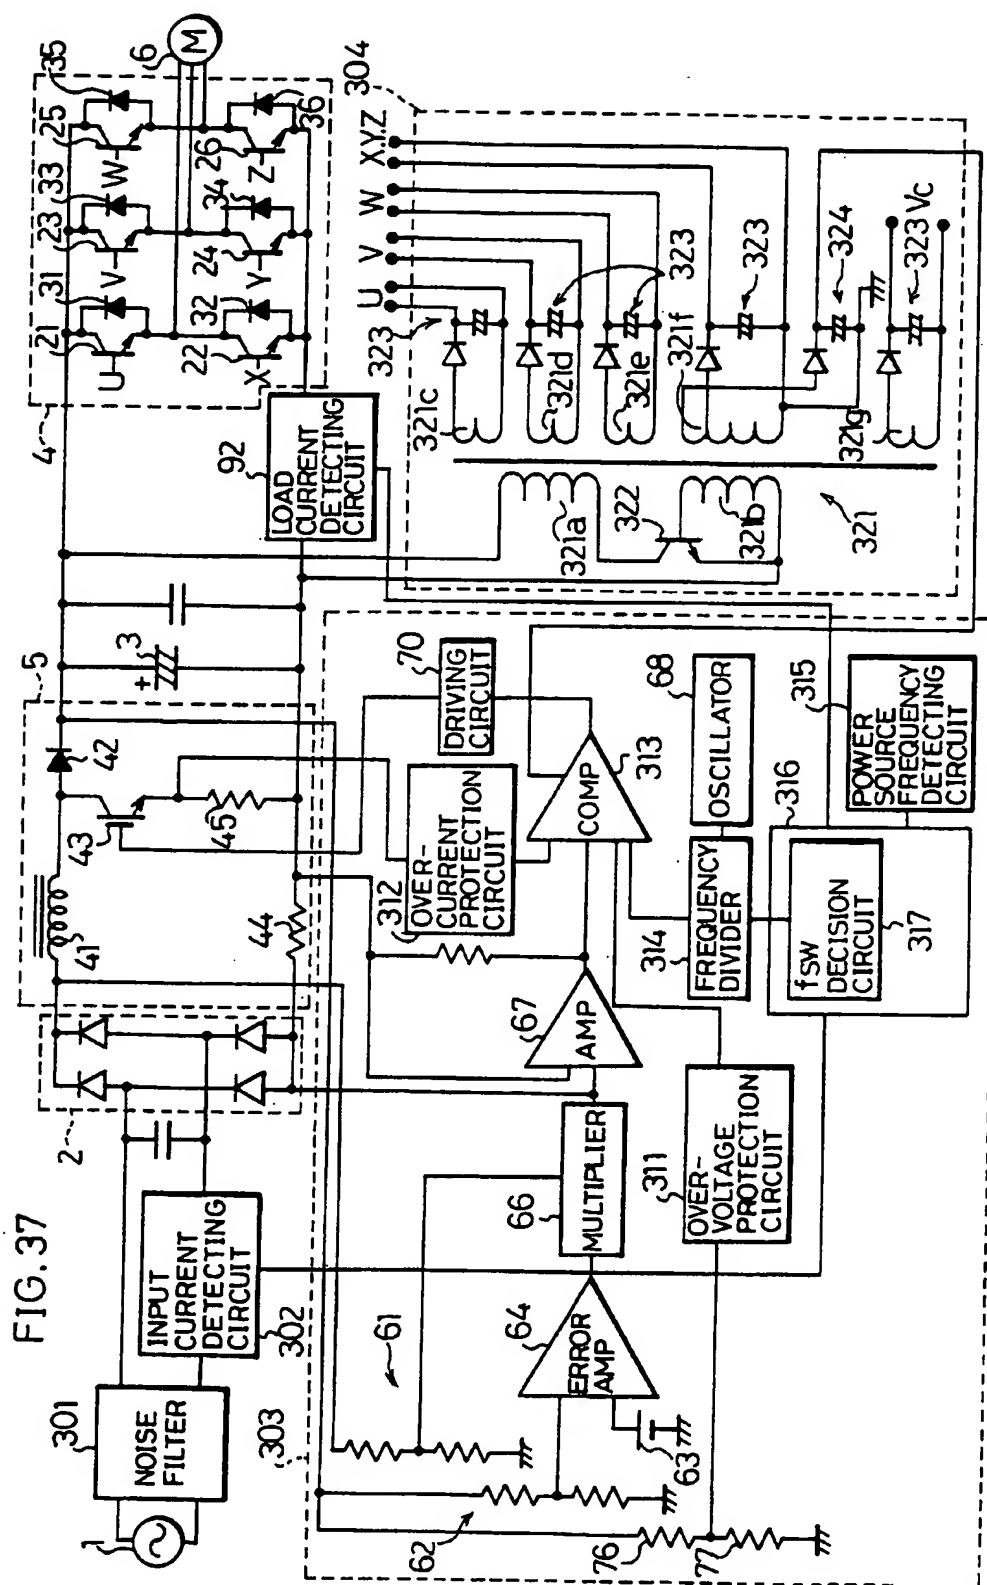 FIG. 37
1
301
NOISE
FILTER
INPUT
CURRENT
DETECTING
CIRCUIT
302
2
5
41
42
43
44
45
3
+
4
21
31
23
33
25
35
U
V
W
22
32
24
34
26
36
X
Y
Z
6
M
LOAD
CURRENT
DETECTING
CIRCUIT
92
304
U
V
W
X.Y.Z
323
321c
321d
321e
323
321f
323
324
321g
323
Vc
321a
322
321b
321
303
61
62
63
76
77
64
ERROR
AMP
66
MULTIPLIER
67
AMP
311
OVER-
VOLTAGE
PROTECTION
CIRCUIT
312
OVER-
CURRENT
PROTECTION
CIRCUIT
70
DRIVING
CIRCUIT
COMP
313
68
OSCILLATOR
314
FREQUENCY
DIVIDER
315
POWER
SOURCE
FREQUENCY
DETECTING
CIRCUIT
316
fSW
DECISION
CIRCUIT
317